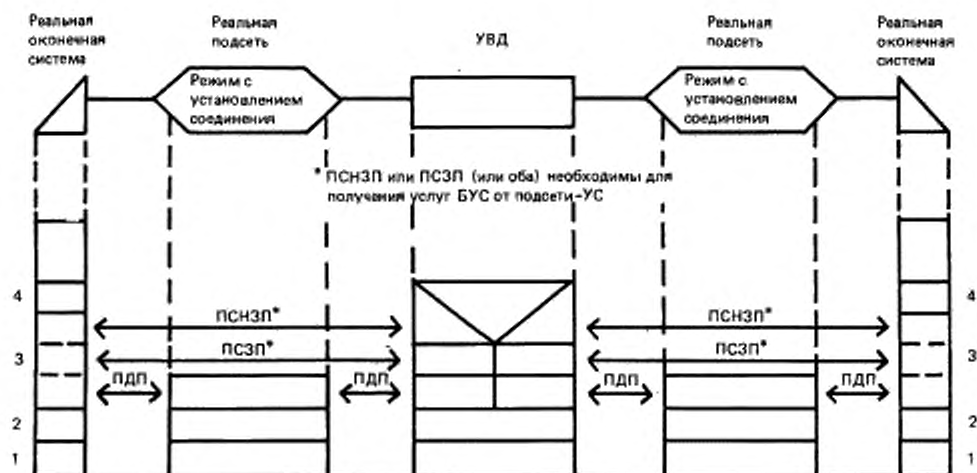 Реальная
оконечная
система
Реальная
подсеть
УВД
Реальная
подсеть
Реальная
оконечная
система
Режим с
установлением
соединения
Режим с
установлением
соединения
* ПСНЗП или ПСЗП (или оба) необходимы для
получения услуг БУС от подсети-УС
4
4
ПСНЗП*
ПСНЗП*
3
ПСЗП*
ПСЗП*
3
ПДП
ПДП
ПДП
ПДП
2
2
1
1